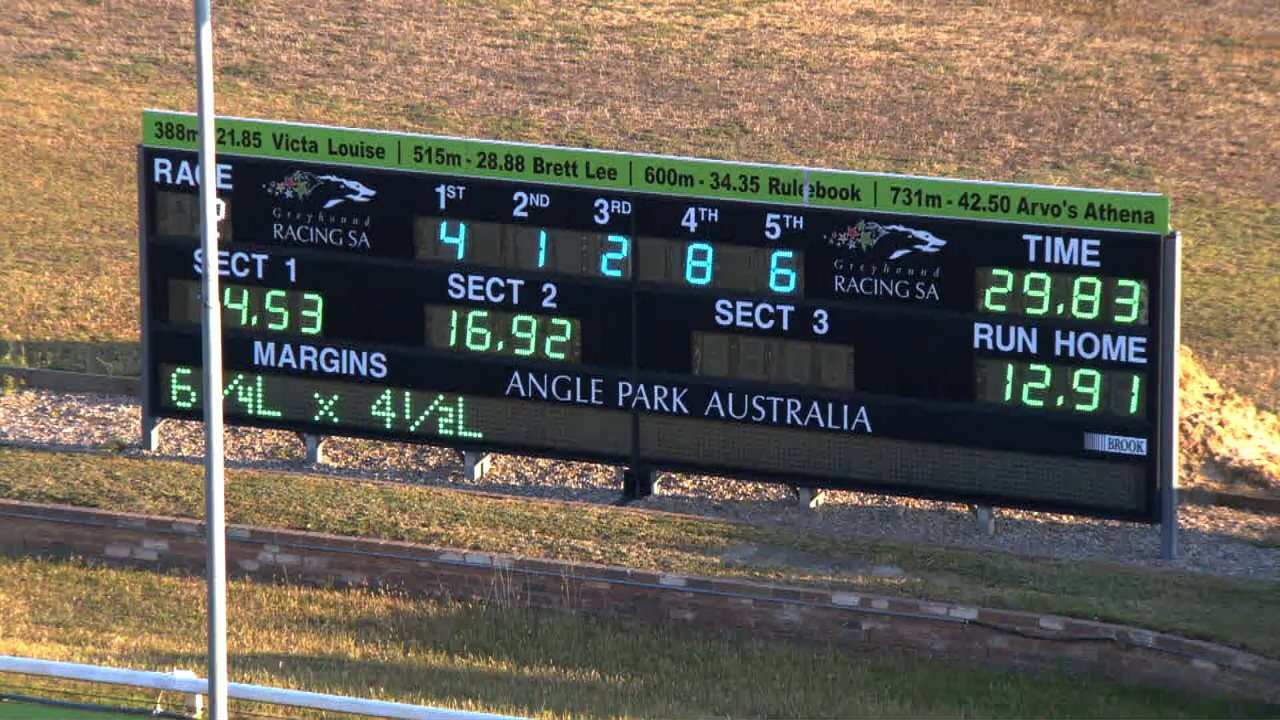 388m 21.85 Victa Louise | 515m - 28.88 Brett Lee | 600m - 34.35 Rulebook | 731m - 42.50 Arvo's Athena
RACE
Greyhound
RACING SA
1ST 2ND 3RD 4TH 5TH
4 1 2 8 6
Greyhound
RACING SA
TIME
29.83
SECT 1
4.53
SECT 2
16.92
SECT 3
RUN HOME
12.91
MARGINS
6 /4L x 4 1/2L
ANGLE PARK AUSTRALIA
BROOK